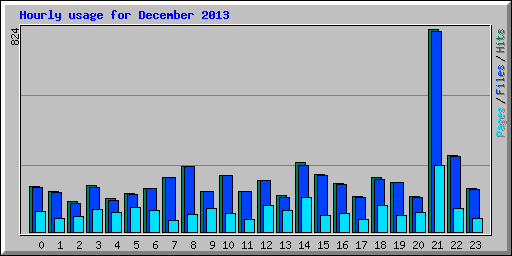 Hourly usage for December 2013
824
Pages/Files/Hits
0 1 2 3 4 5 6 7 8 9 10 11 12 13 14 15 16 17 18 19 20 21 22 23